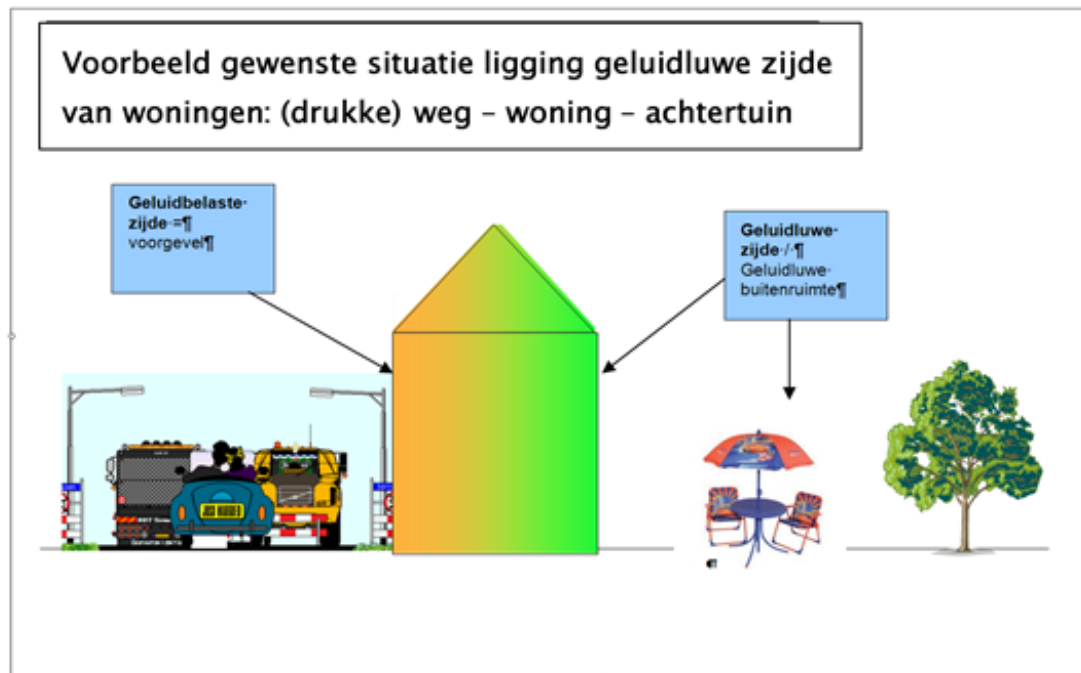 Voorbeeld gewenste situatie ligging geluidluwe zijde
van woningen: (drukke) weg – woning – achtertuin
Geluidbelaste·
zijde·=¶
voorgevel¶
Geluidluwe·
zijde·/·¶
Geluidluwe·
buitenruimte¶
¶